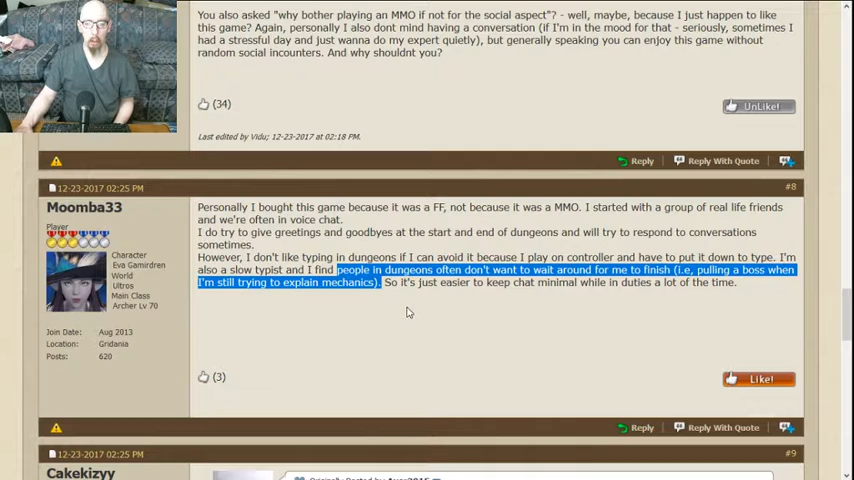 You also asked "why bother playing an MMO if not for the social aspect"? - well, maybe, because I just happen to like
this game? Again, personally I also dont mind having a conversation (if I'm in the mood for that - seriously, sometimes I
had a stressful day and just wanna do my expert quietly), but generally speaking you can enjoy this game without
random social incounters. And why shouldnt you?
(34)
UnLike!
Last edited by Vidu; 12-23-2017 at 02:18 PM.
Reply
Reply With Quote
12-23-2017 02:25 PM
#8
Moomba33
Player
Character
Eva Gamirdren
World
Ultros
Main Class
Archer Lv 70
Join Date: Aug 2013
Location: Gridania
Posts: 620
Personally I bought this game because it was a FF, not because it was a MMO. I started with a group of real life friends
and we're often in voice chat.
I do try to give greetings and goodbyes at the start and end of dungeons and will try to respond to conversations
sometimes.
However, I don't like typing in dungeons if I can avoid it because I play on controller and have to put it down to type. I'm
also a slow typist and I find people in dungeons often don't want to wait around for me to finish (i.e, pulling a boss when
I'm still trying to explain mechanics). So it's just easier to keep chat minimal while in duties a lot of the time.
(3)
Like!
Reply
Reply With Quote
12-23-2017 02:25 PM
#9
Cakekizyy
Originally Posted by